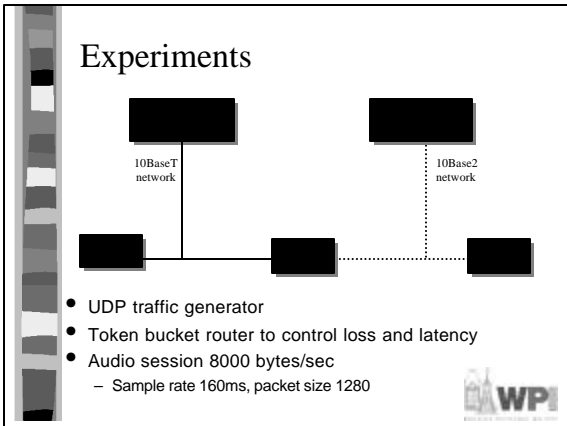 Experiments
10BaseT
network
10Base2
network
• UDP traffic generator
• Token bucket router to control loss and latency
• Audio session 8000 bytes/sec
– Sample rate 160ms, packet size 1280
WPI